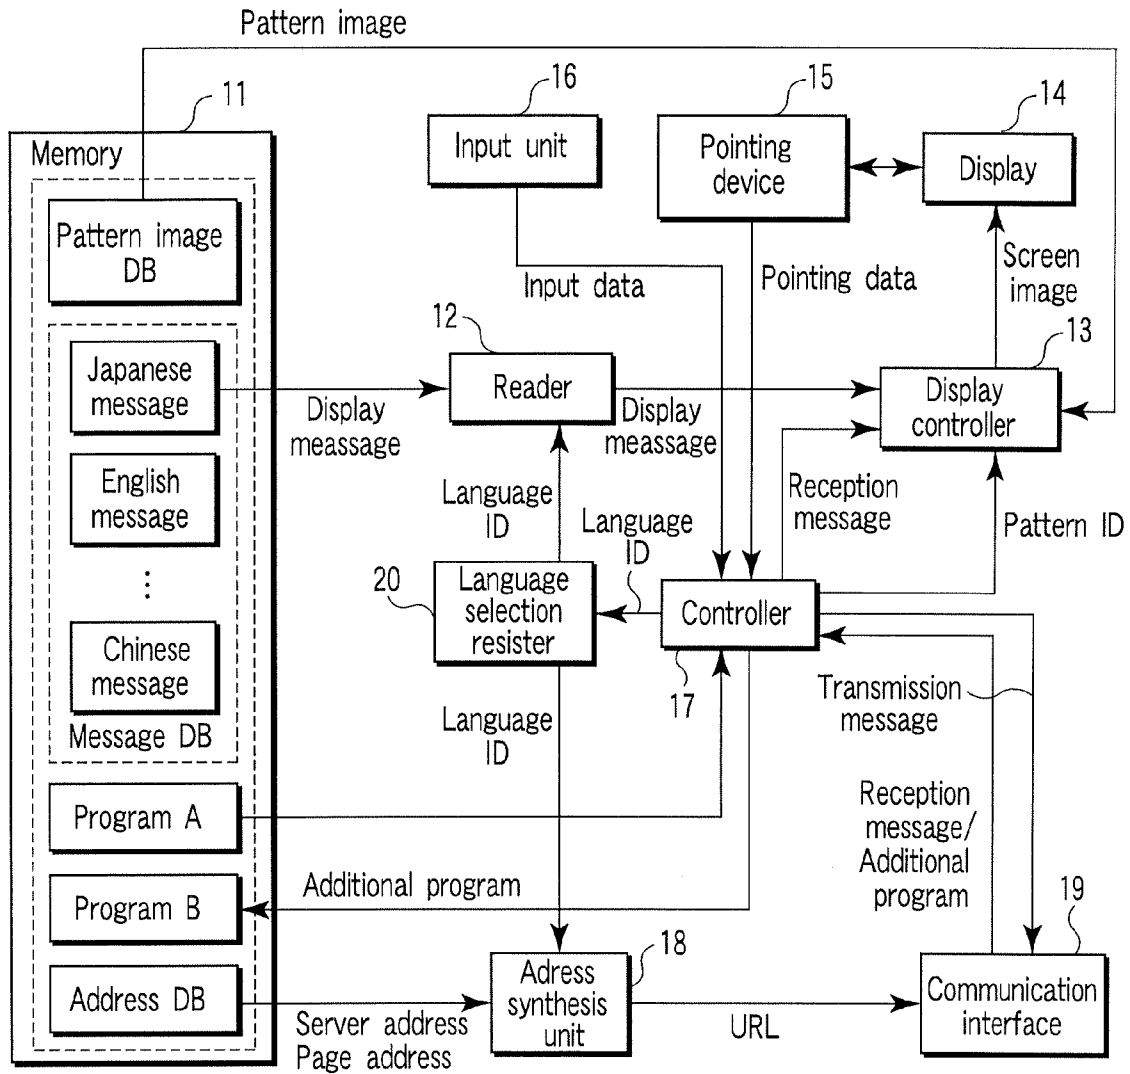 Pattern image
11
16
15
14
Memory
Input unit
Pointing
device
Display
Pattern image
DB
Input data
Pointing data
Screen
image
12
13
Japanese
message
Reader
Display
controller
Display
meassage
Display
meassage
English
message
Language
ID
Language
ID
Reception
message
Pattern ID
20
Language
selection
resister
Controller
Chinese
message
17
Transmission
message
Message DB
Language
ID
Program A
Reception
message/
Additional
program
Additional program
Program B
18
19
Address DB
Adress
synthesis
unit
Communication
interface
Server address
Page address
URL